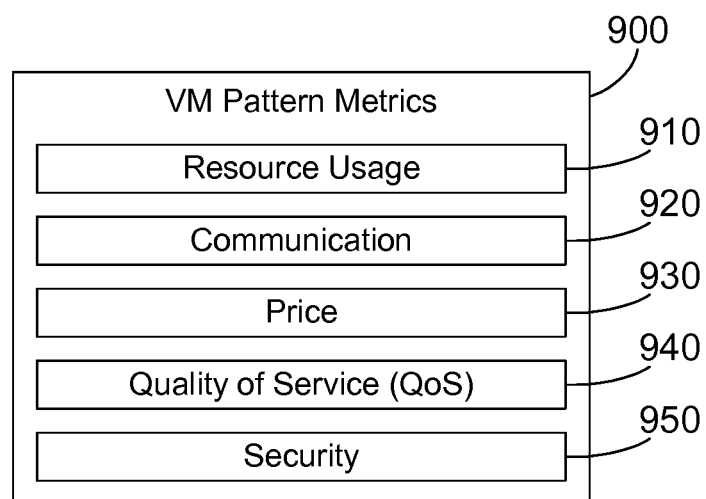 900
VM Pattern Metrics
910
Resource Usage
920
Communication
930
Price
940
Quality of Service (QoS)
950
Security